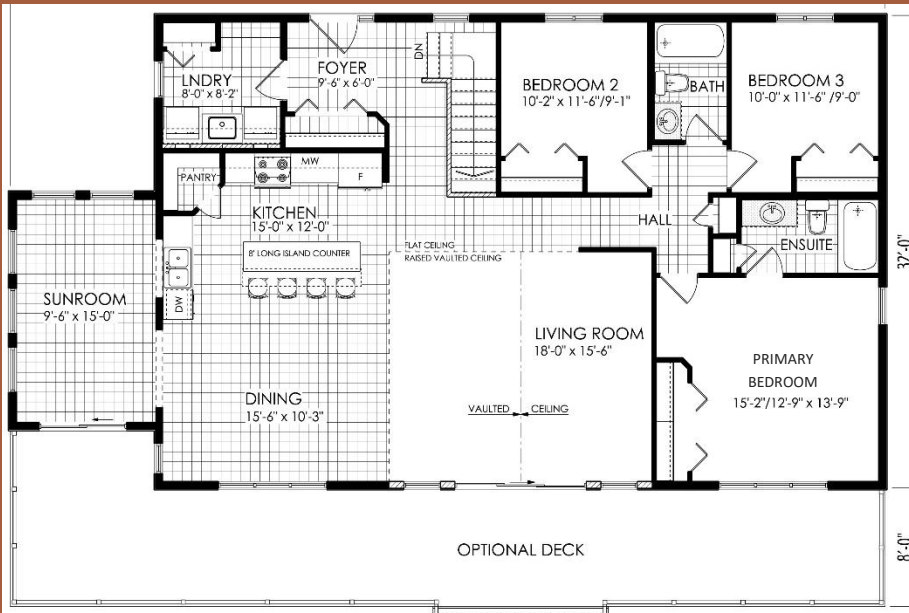 LNDRY
8'-0" x 8'-2"
FOYER
9'-6" x 6'-0"
DN
BEDROOM 2
10'-2" x 11'-6"/9'-1"
BATH
BEDROOM 3
10'-0" x 11'-6" /9'-0"
PANTRY
MW
F
KITCHEN
15'-0" x 12'-0"
8' LONG ISLAND COUNTER
DW
FLAT CEILING
RAISED VAULTED CEILING
HALL
ENSUITE
32'-0"
SUNROOM
9'-6" x 15'-0"
LIVING ROOM
18'-0" x 15'-6"
PRIMARY
BEDROOM
15'-2"/12'-9" x 13'-9"
DINING
15'-6" x 10'-3"
VAULTED
CEILING
OPTIONAL DECK
8'-0"